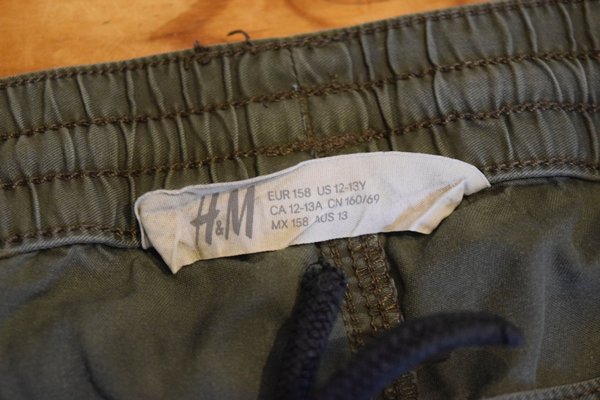 H&M
EUR 158 US 12-13Y
CA 12-13A CN 160/69
MX 158 AUS 13